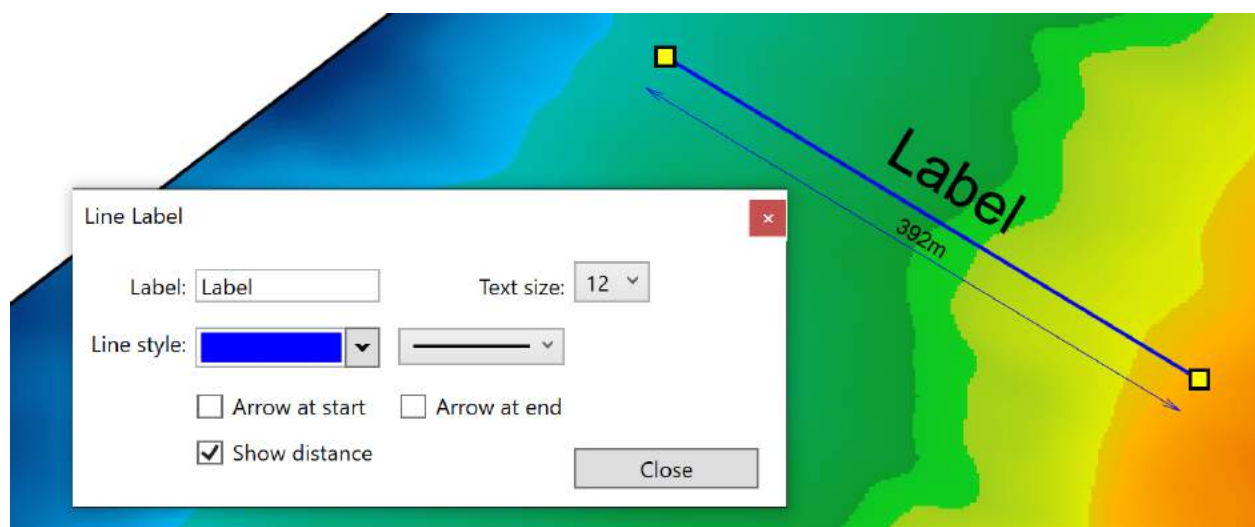 Label
392m
Line Label
Label: Label
Text size: 12
Line style:
Arrow at start
Arrow at end
Show distance
Close